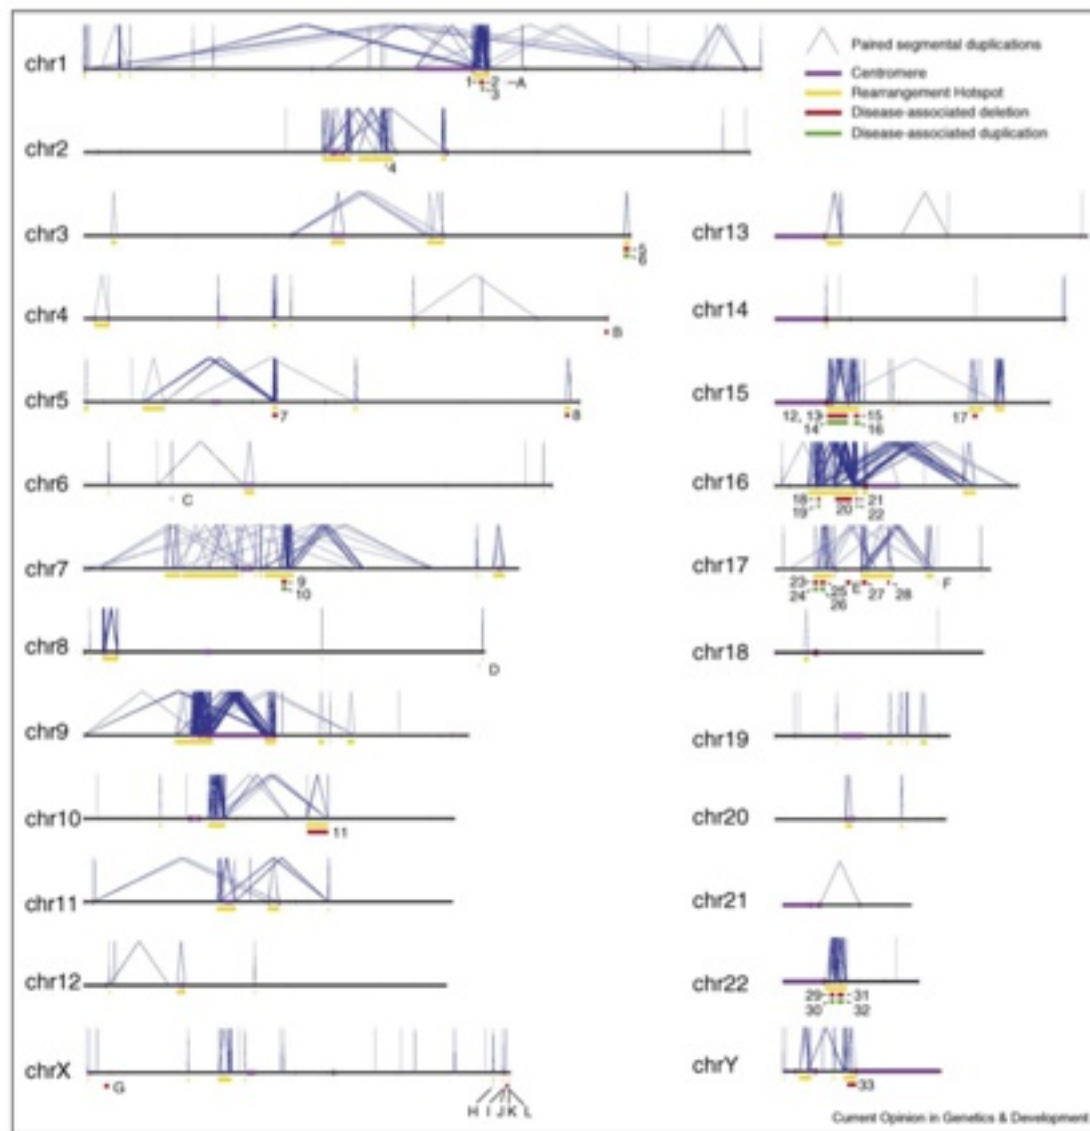 chr1
1 2 A
3
Paired segmental duplications
Centromere
Rearrangement Hotspot
Disease-associated deletion
Disease-associated duplication
chr2
4
chr3
chr13
chr4
B
chr14
chr5
7 8
chr15
12, 13 15 17
14 16
chr6
C
chr16
18 20 21
19 22
chr7
9
10
chr17
23 25 E 27 28 F
24 26
chr8
D
chr18
chr9
chr19
chr10
11
chr20
chr11
chr21
chr12
chr22
29 31
30 32
chrX
G
H I J K L
chrY
33
Current Opinion in Genetics & Development